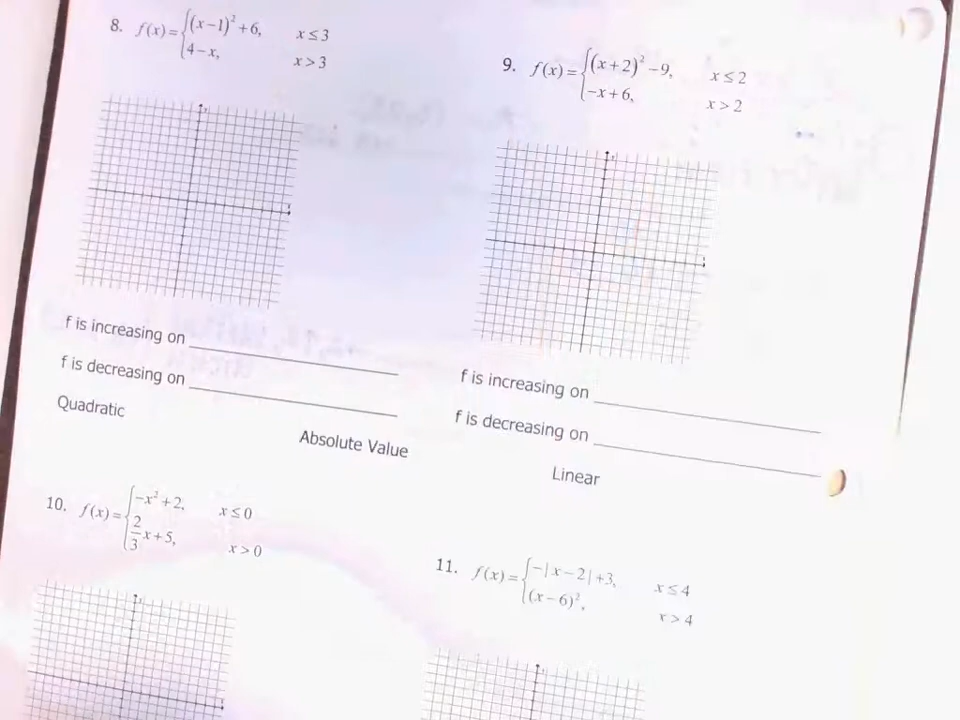 8. f(x) = { (x-1)² + 6, x ≤ 3
4 - x, x > 3
9. f(x) = { (x+2)² - 9, x ≤ 2
-x + 6, x > 2
f is increasing on
f is decreasing on
Quadratic
Absolute Value
f is increasing on
f is decreasing on
Linear
10. f(x) = { -x² + 2, x ≤ 0
2/3 x + 5, x > 0
11. f(x) = { -|x - 2| + 3, x ≤ 4
(x - 6)², x > 4